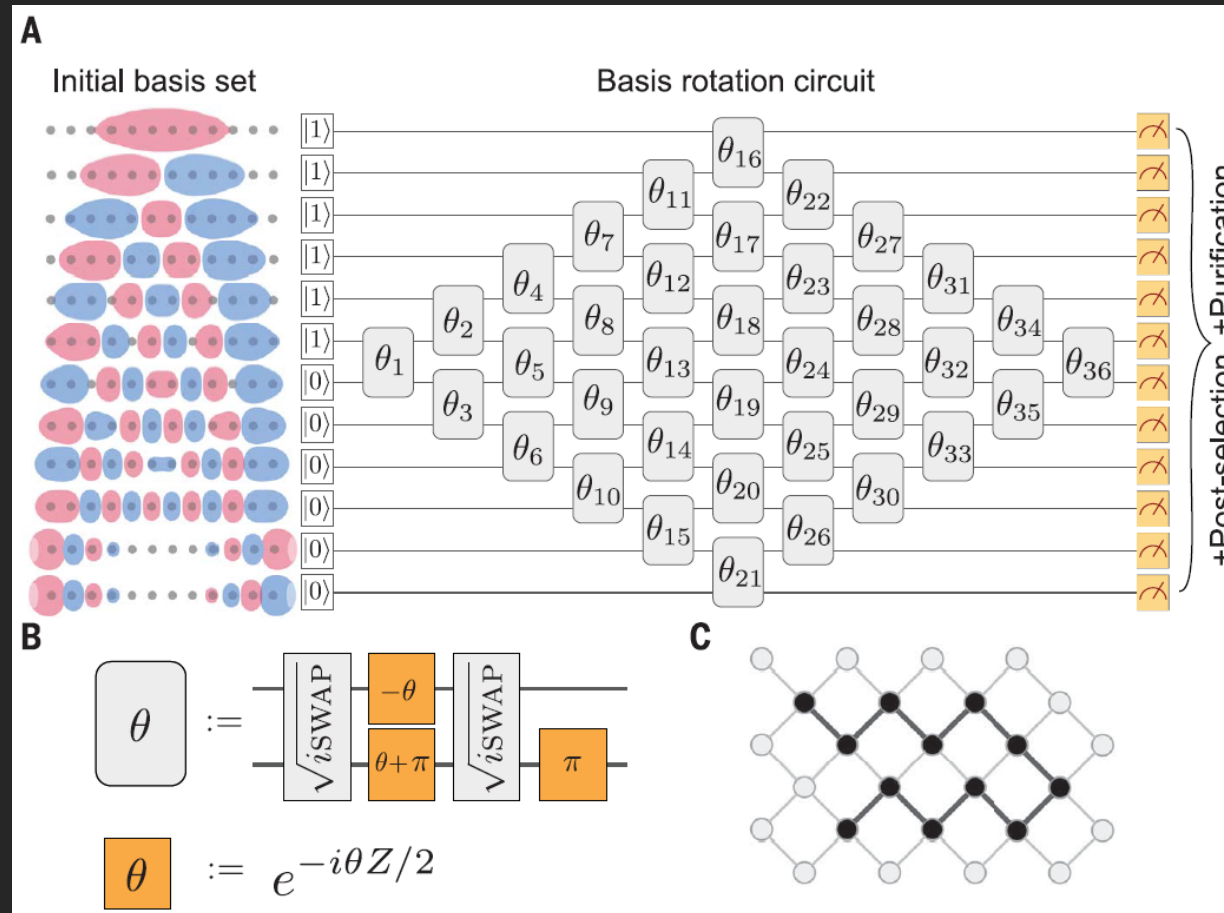 A
Initial basis set
Basis rotation circuit
|1⟩
|1⟩
|1⟩
|1⟩
|1⟩
|1⟩
|0⟩
|0⟩
|0⟩
|0⟩
|0⟩
|0⟩
θ₁
θ₂
θ₃
θ₄
θ₅
θ₆
θ₇
θ₈
θ₉
θ₁₀
θ₁₁
θ₁₂
θ₁₃
θ₁₄
θ₁₅
θ₁₆
θ₁₇
θ₁₈
θ₁₉
θ₂₀
θ₂₁
θ₂₂
θ₂₃
θ₂₄
θ₂₅
θ₂₆
θ₂₇
θ₂₈
θ₂₉
θ₃₀
θ₃₁
θ₃₂
θ₃₃
θ₃₄
θ₃₅
θ₃₆
+Post-selection +Purification
B
θ := √iSWAP −θ θ+π √iSWAP π
θ := e^{−iθZ/2}
C